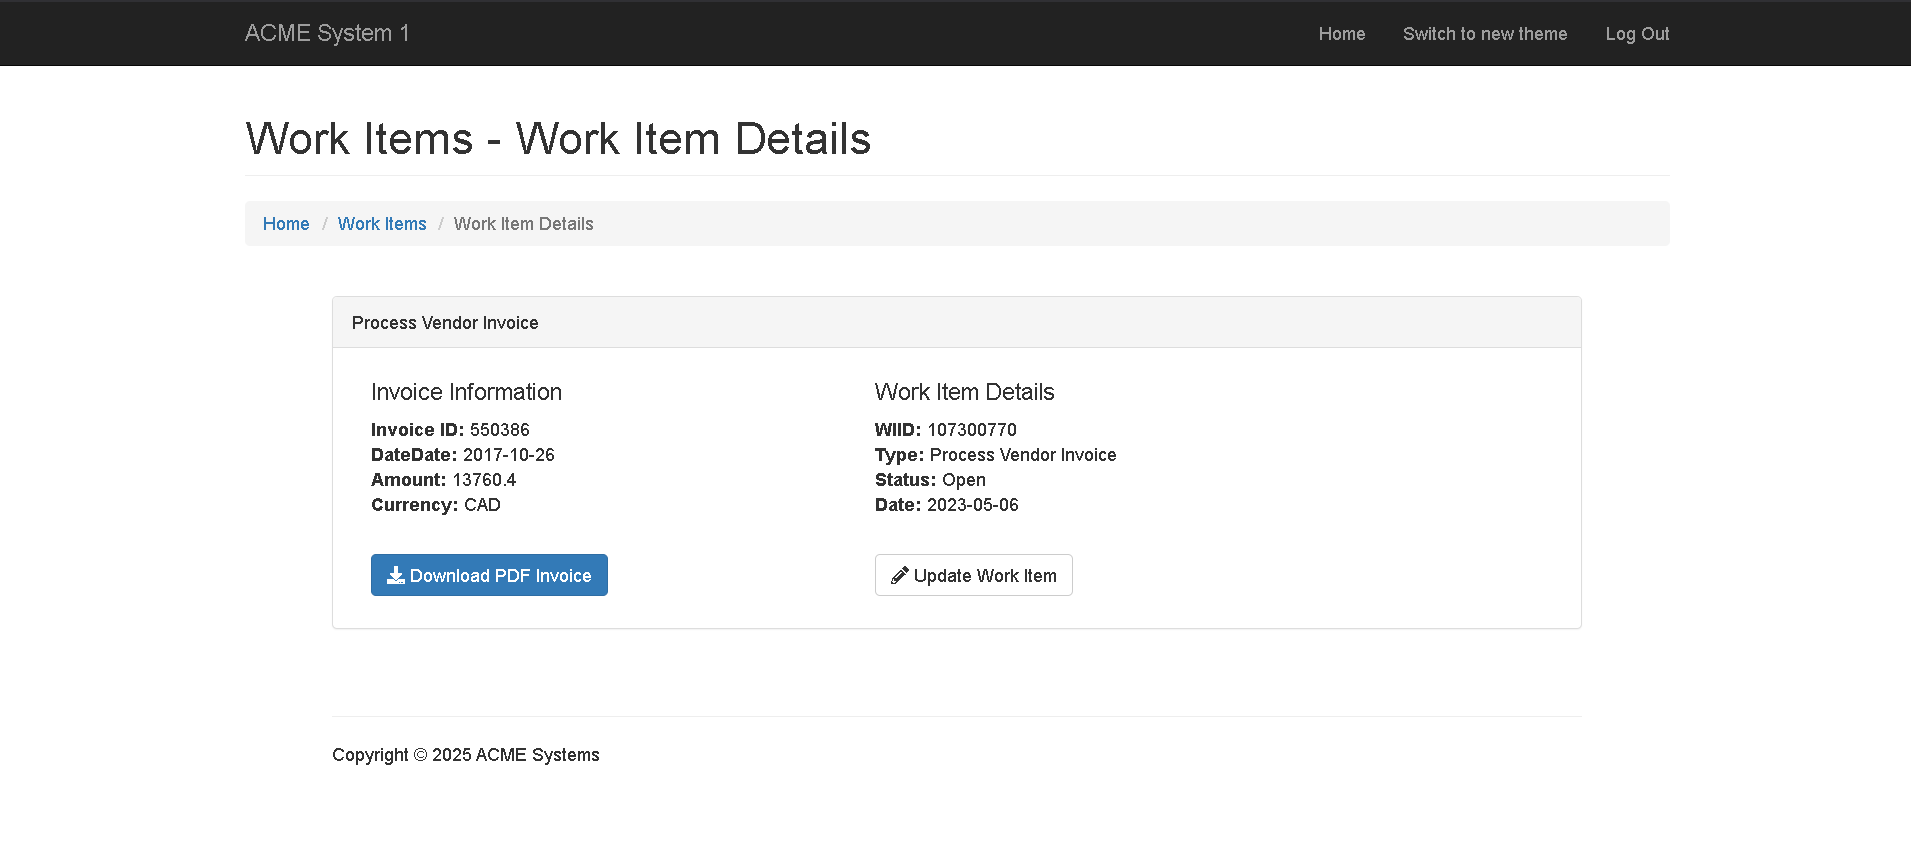 ACME System 1
Home Switch to new theme Log Out
Work Items - Work Item Details
Home / Work Items / Work Item Details
Process Vendor Invoice
Invoice Information
Invoice ID: 550386
DateDate: 2017-10-26
Amount: 13760.4
Currency: CAD
Download PDF Invoice
Work Item Details
WIID: 107300770
Type: Process Vendor Invoice
Status: Open
Date: 2023-05-06
Update Work Item
Copyright © 2025 ACME Systems